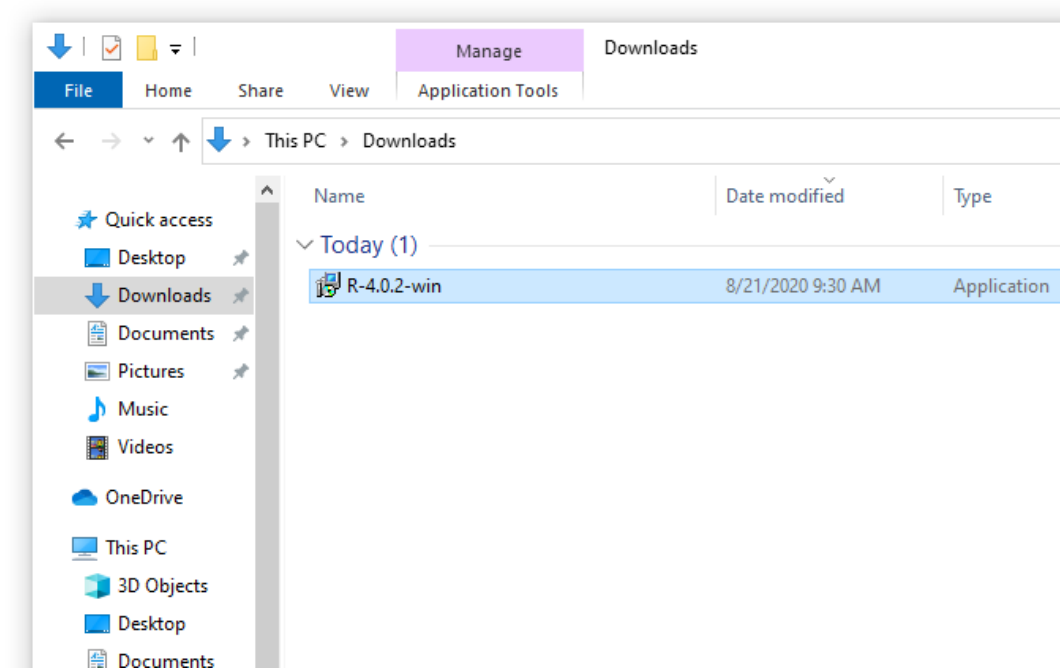 Manage Downloads
File Home Share View Application Tools
This PC Downloads
Name Date modified Type
Quick access
Today (1)
Desktop
R-4.0.2-win 8/21/2020 9:30 AM Application
Downloads
Documents
Pictures
Music
Videos
OneDrive
This PC
3D Objects
Desktop
Documents